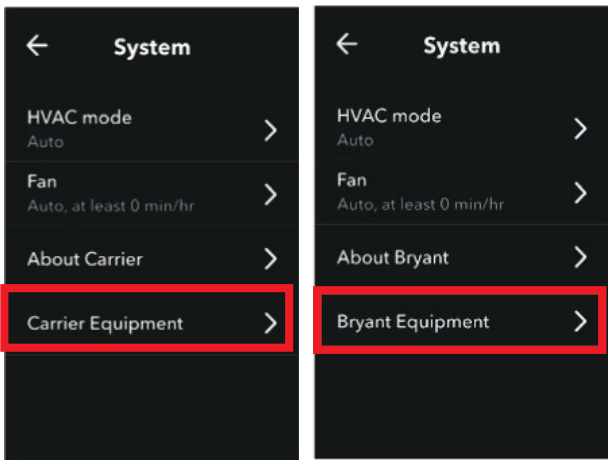 System
HVAC mode
Auto
Fan
Auto, at least 0 min/hr
About Carrier
Carrier Equipment
System
HVAC mode
Auto
Fan
Auto, at least 0 min/hr
About Bryant
Bryant Equipment